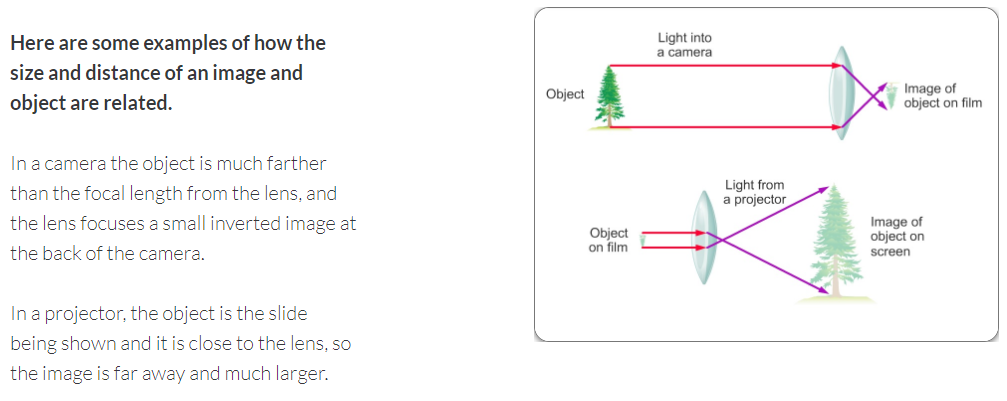 Here are some examples of how the
size and distance of an image and
object are related.
In a camera the object is much farther
than the focal length from the lens, and
the lens focuses a small inverted image at
the back of the camera.
In a projector, the object is the slide
being shown and it is close to the lens, so
the image is far away and much larger.
Light into
a camera
Object
Image of
object on film
Light from
a projector
Object
on film
Image of
object on
screen